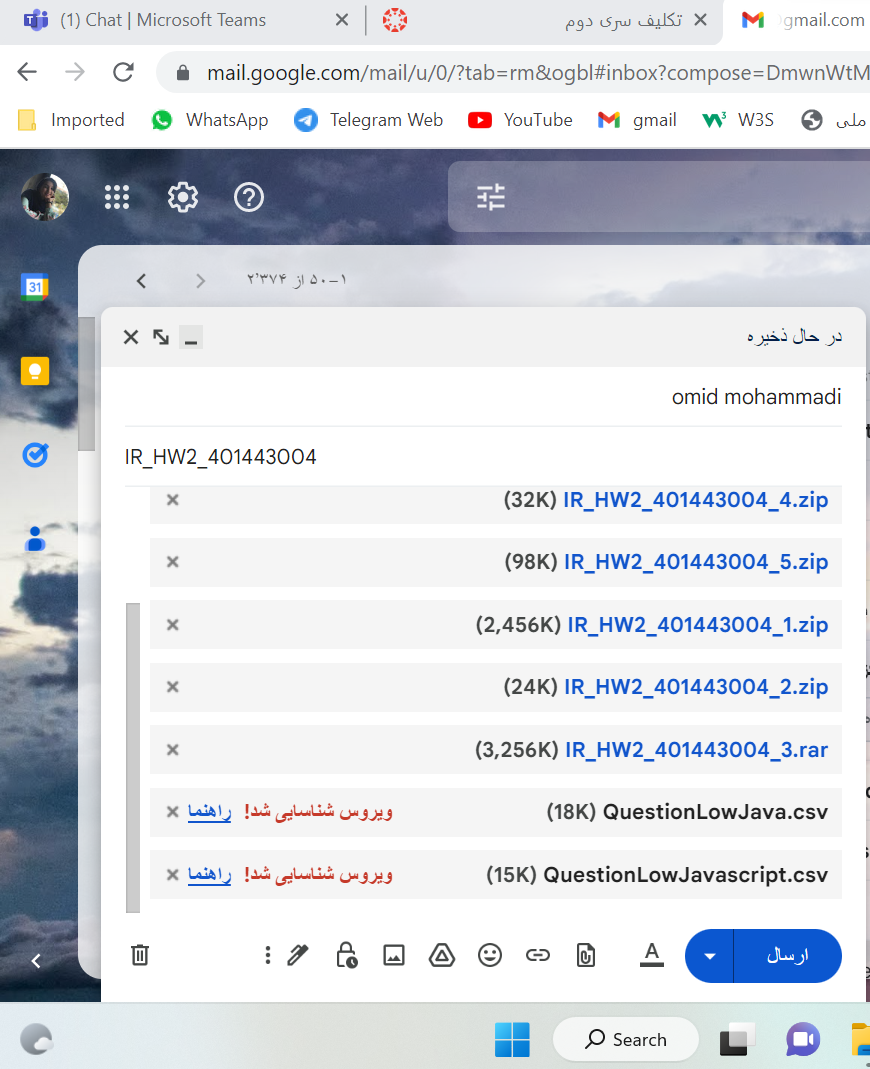 (1) Chat | Microsoft Teams
تکلیف سری دوم
gmail.com
mail.google.com/mail/u/0/?tab=rm&ogbl#inbox?compose=DmwnWtM
Imported WhatsApp Telegram Web YouTube gmail W3S ملی
31
۱–۵۰ از ۲٬۳۷۴
در حال ذخیره
omid mohammadi
IR_HW2_401443004
(32K) IR_HW2_401443004_4.zip
(98K) IR_HW2_401443004_5.zip
(2,456K) IR_HW2_401443004_1.zip
(24K) IR_HW2_401443004_2.zip
(3,256K) IR_HW2_401443004_3.rar
(18K) QuestionLowJava.csv ویروس شناسایی شد! راهنما
(15K) QuestionLowJavascript.csv ویروس شناسایی شد! راهنما
ارسال
Search